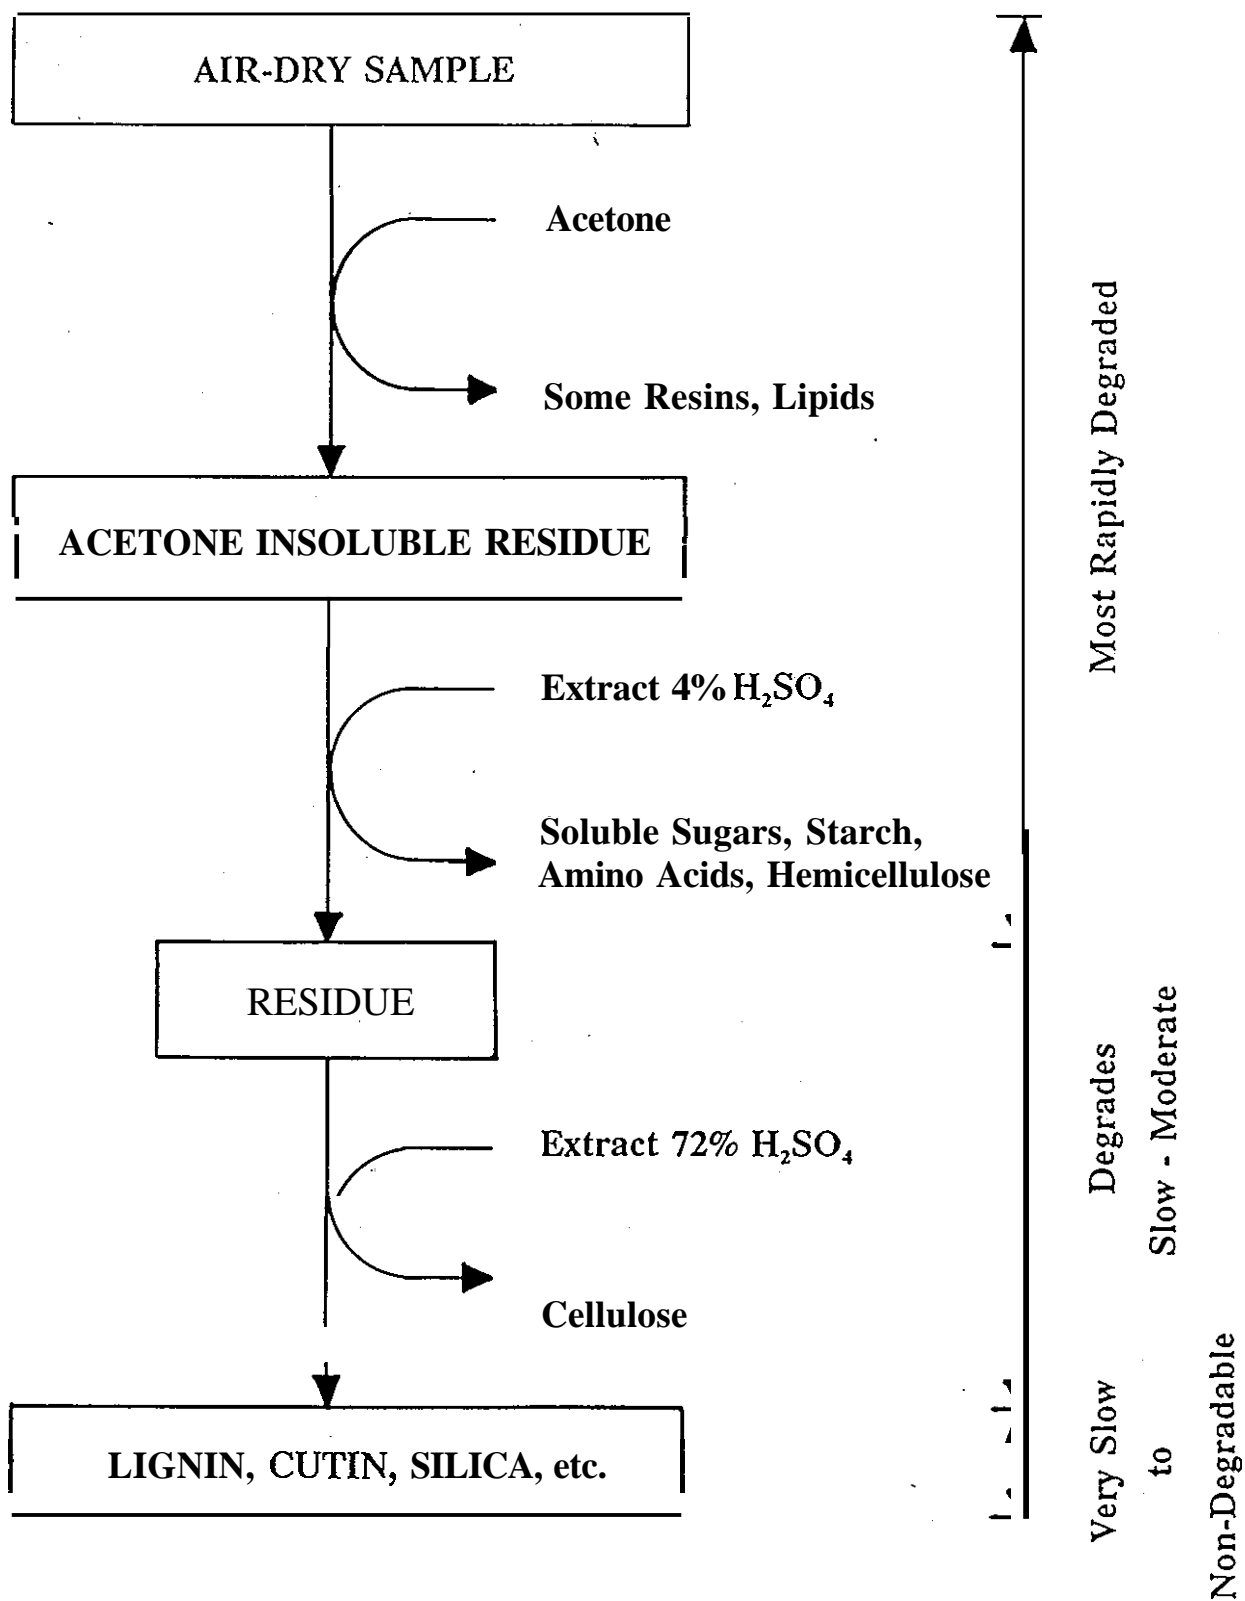 AIR-DRY SAMPLE
Acetone
Some Resins, Lipids
ACETONE INSOLUBLE RESIDUE
Extract 4% H₂SO₄
Soluble Sugars, Starch,
Amino Acids, Hemicellulose
RESIDUE
Extract 72% H₂SO₄
Cellulose
LIGNIN, CUTIN, SILICA, etc.
Most Rapidly Degraded
Degrades
Slow - Moderate
Very Slow
to
Non-Degradable